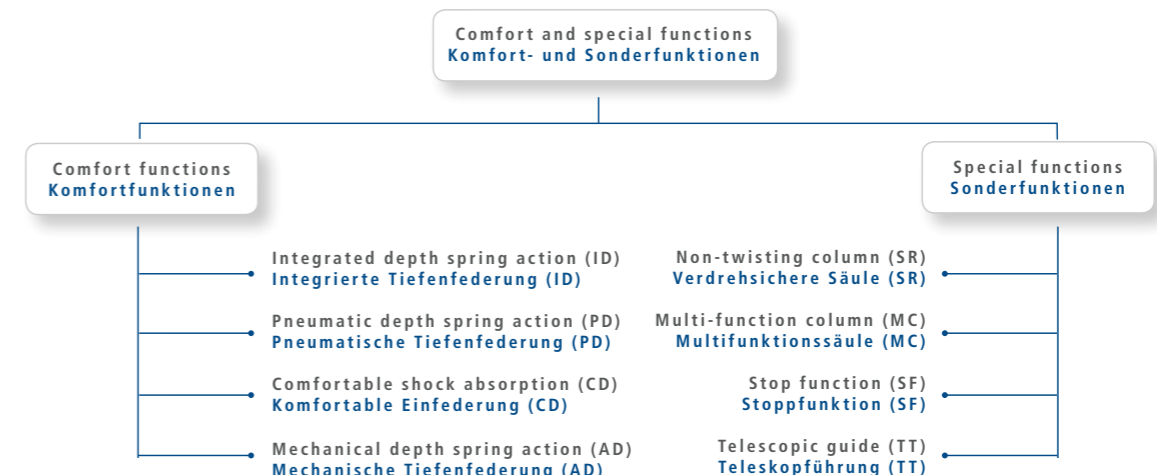 Comfort and special functions
Komfort- und Sonderfunktionen
Comfort functions
Komfortfunktionen
Special functions
Sonderfunktionen
Integrated depth spring action (ID)
Integrierte Tiefenfederung (ID)
Pneumatic depth spring action (PD)
Pneumatische Tiefenfederung (PD)
Comfortable shock absorption (CD)
Komfortable Einfederung (CD)
Mechanical depth spring action (AD)
Mechanische Tiefenfederung (AD)
Non-twisting column (SR)
Verdrehsichere Säule (SR)
Multi-function column (MC)
Multifunktionssäule (MC)
Stop function (SF)
Stoppfunktion (SF)
Telescopic guide (TT)
Teleskopführung (TT)